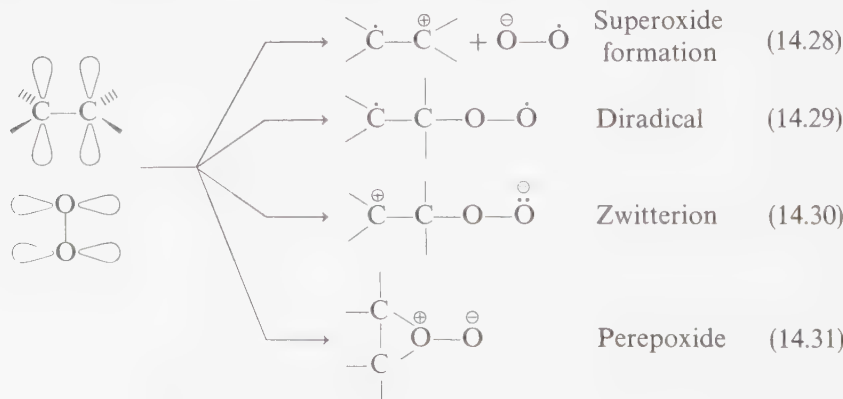 Ċ—C⊕ + O⊖—Ȯ Superoxide formation (14.28)
C—C
Ċ—C—O—Ȯ Diradical (14.29)
C⊕—C—O—Ö⊖ Zwitterion (14.30)
O
O
C
O⊕—O⊖ Perepoxide (14.31)
C